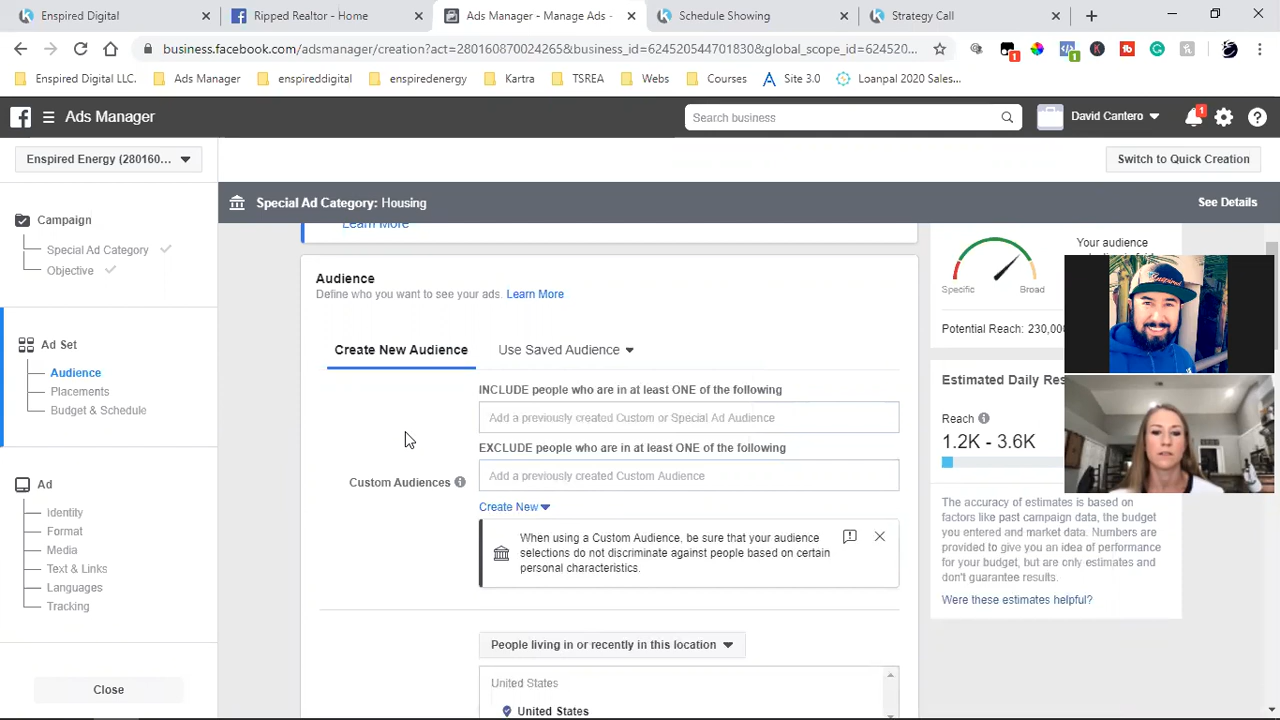 Enspired Digital
Ripped Realtor - Home
Ads Manager - Manage Ads -
Schedule Showing
Strategy Call
business.facebook.com/adsmanager/creation?act=280160870024265&business_id=624520544701830&global_scope_id=62452...
Enspired Digital LLC.
Ads Manager
enspireddigital
enspiredenergy
Kartra
TSREA
Webs
Courses
Site 3.0
Loanpal 2020 Sales...
Ads Manager
Search business
David Cantero
1
Enspired Energy (280160...
Switch to Quick Creation
Special Ad Category: Housing
See Details
Campaign
Special Ad Category
Objective
Ad Set
Audience
Placements
Budget & Schedule
Ad
Identity
Format
Media
Text & Links
Languages
Tracking
Close
Learn More
Audience
Define who you want to see your ads. Learn More
Create New Audience
Use Saved Audience
INCLUDE people who are in at least ONE of the following
Add a previously created Custom or Special Ad Audience
EXCLUDE people who are in at least ONE of the following
Custom Audiences
Add a previously created Custom Audience
Create New
When using a Custom Audience, be sure that your audience
selections do not discriminate against people based on certain
personal characteristics.
People living in or recently in this location
United States
United States
Your audience
Specific
Broad
Potential Reach: 230,00
Estimated Daily Res
Reach
1.2K - 3.6K
The accuracy of estimates is based on
factors like past campaign data, the budget
you entered and market data. Numbers are
provided to give you an idea of performance
for your budget, but are only estimates and
don't guarantee results.
Were these estimates helpful?